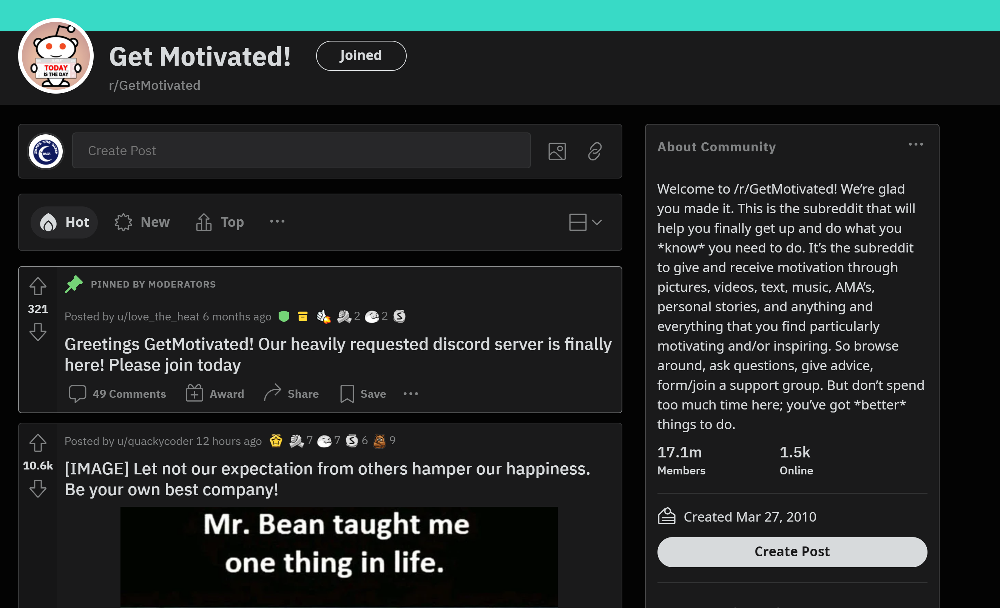 JANUARY
TODAY
IS THE DAY
Get Motivated!
Joined
r/GetMotivated
JAMES THE SLEEP
OACH
Create Post
Hot
New
Top
PINNED BY MODERATORS
321
Posted by u/love_the_heat 6 months ago 2 2 S
Greetings GetMotivated! Our heavily requested discord server is finally
here! Please join today
49 Comments
Award
Share
Save
Posted by u/quackycoder 12 hours ago 7 7 S 6 9
10.6k
[IMAGE] Let not our expectation from others hamper our happiness.
Be your own best company!
Mr. Bean taught me
one thing in life.
About Community
Welcome to /r/GetMotivated! We’re glad
you made it. This is the subreddit that will
help you finally get up and do what you
*know* you need to do. It’s the subreddit
to give and receive motivation through
pictures, videos, text, music, AMA’s,
personal stories, and anything and
everything that you find particularly
motivating and/or inspiring. So browse
around, ask questions, give advice,
form/join a support group. But don’t spend
too much time here; you’ve got *better*
things to do.
17.1m
Members
1.5k
Online
Created Mar 27, 2010
Create Post